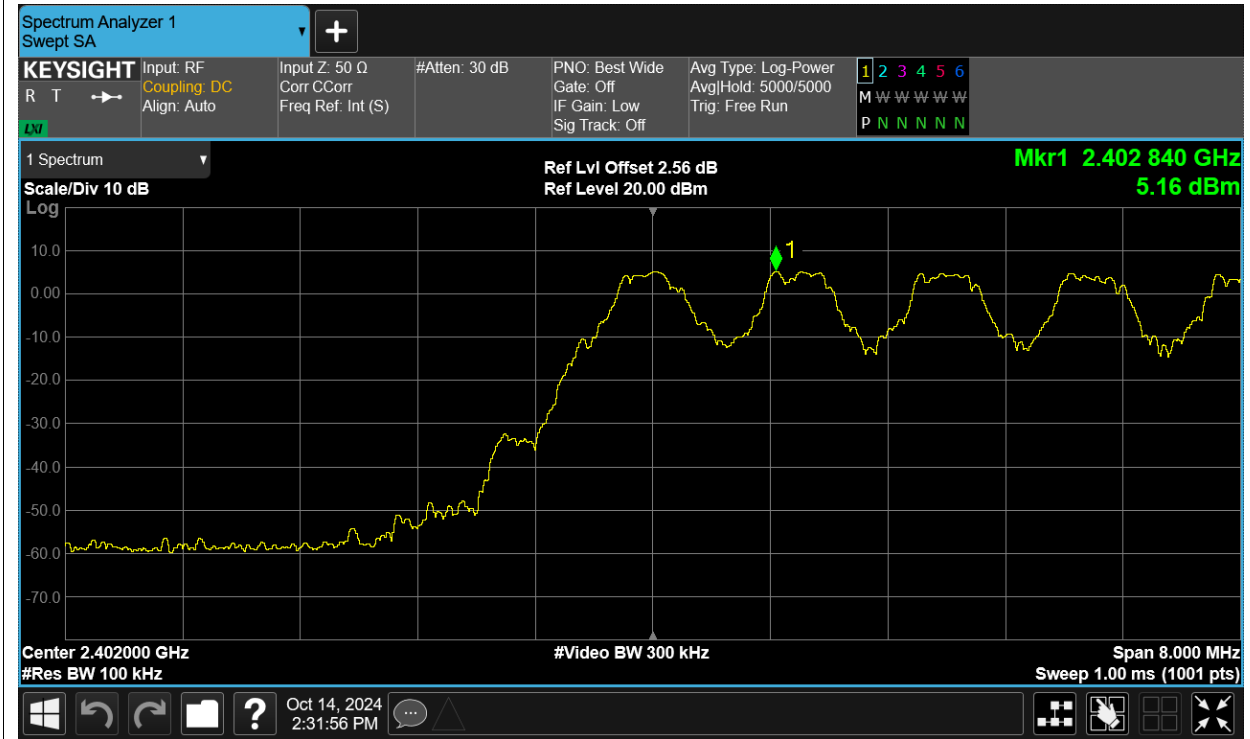 Spectrum Analyzer 1
Swept SA
+
KEYSIGHT Input: RF Input Z: 50 Ω #Atten: 30 dB PNO: Best Wide Avg Type: Log-Power 1 2 3 4 5 6
R T Coupling: DC Corr CCorr Gate: Off Avg|Hold: 5000/5000 M W W W W W W
Align: Auto Freq Ref: Int (S) IF Gain: Low Trig: Free Run
LXI Sig Track: Off P N N N N N N
1 Spectrum
Ref Lvl Offset 2.56 dB Mkr1 2.402 840 GHz
Scale/Div 10 dB Ref Level 20.00 dBm 5.16 dBm
Log
1
10.0
0.00
-10.0
-20.0
-30.0
-40.0
-50.0
-60.0
-70.0
Center 2.402000 GHz #Video BW 300 kHz Span 8.000 MHz
#Res BW 100 kHz Sweep 1.00 ms (1001 pts)
? Oct 14, 2024
2:31:56 PM